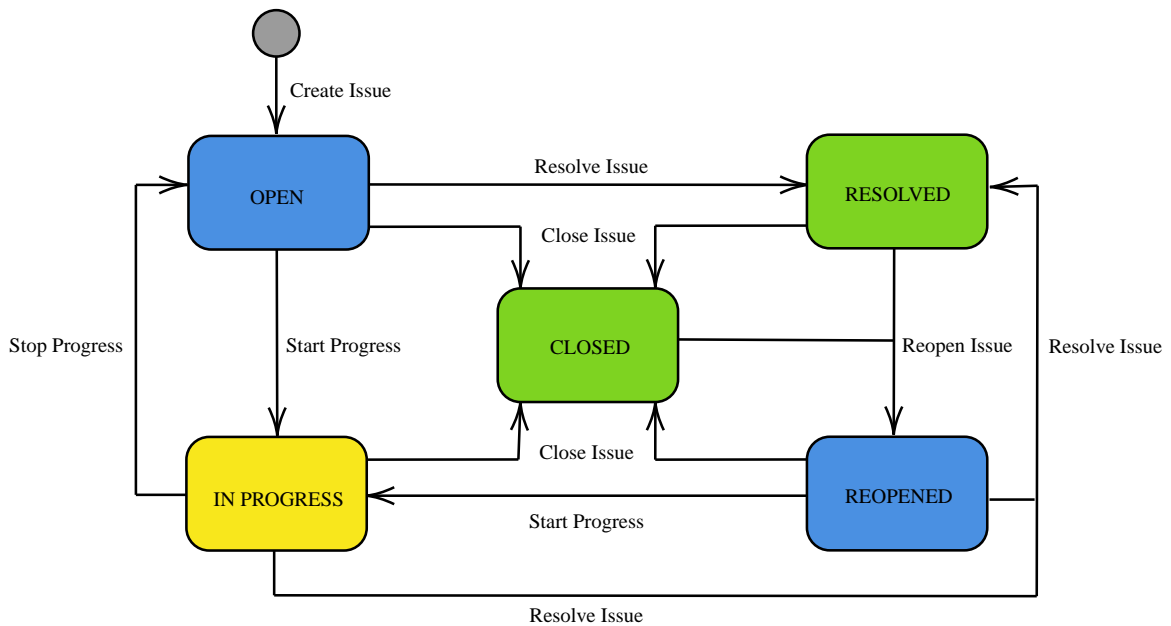 Create Issue
OPEN
Resolve Issue
RESOLVED
Close Issue
Stop Progress
Start Progress
CLOSED
Reopen Issue
Resolve Issue
Close Issue
IN PROGRESS
REOPENED
Start Progress
Resolve Issue